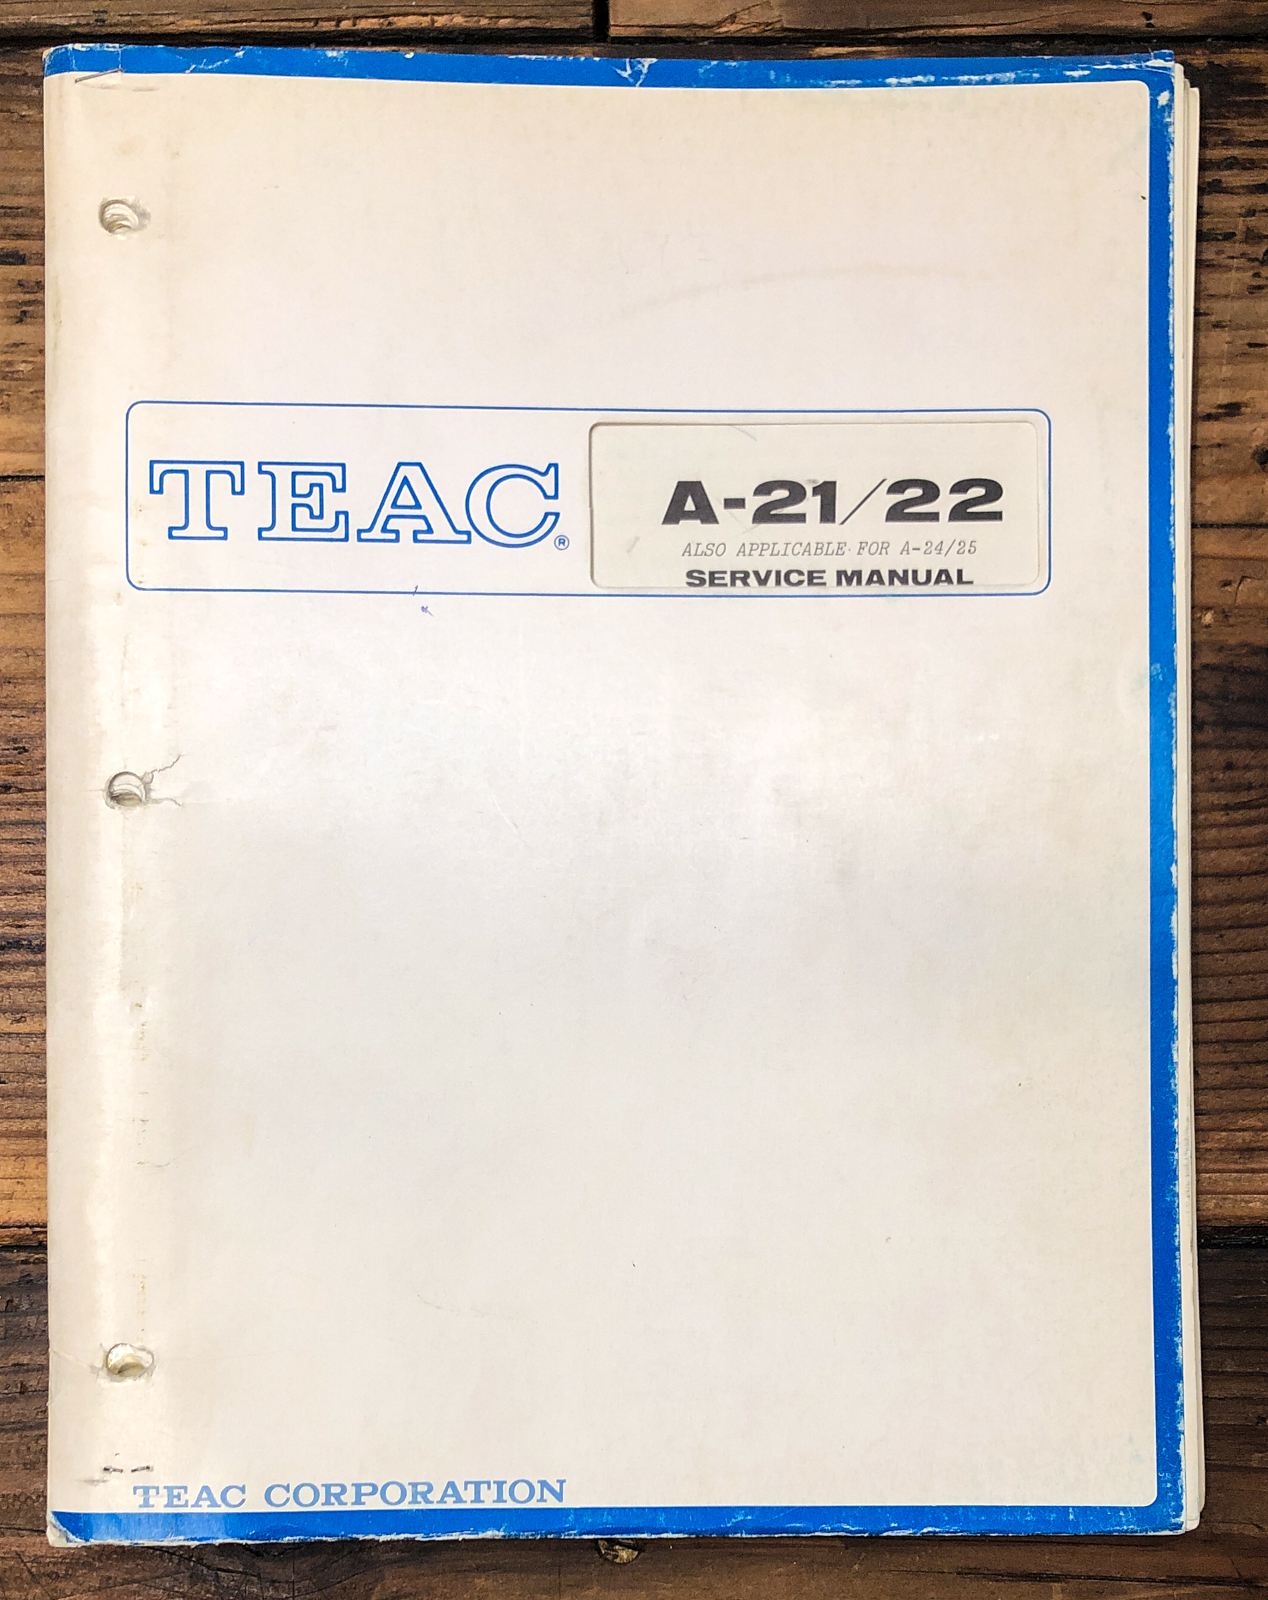 TEAC®
A-21/22
ALSO APPLICABLE FOR A-24/25
SERVICE MANUAL
TEAC CORPORATION